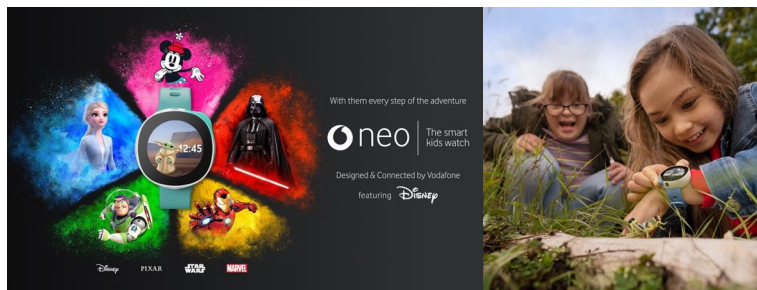 With them every step of the adventure
neo
The smart
kids watch
Designed & Connected by Vodafone
featuring Disney
12:45
Disney PIXAR STAR WARS MARVEL